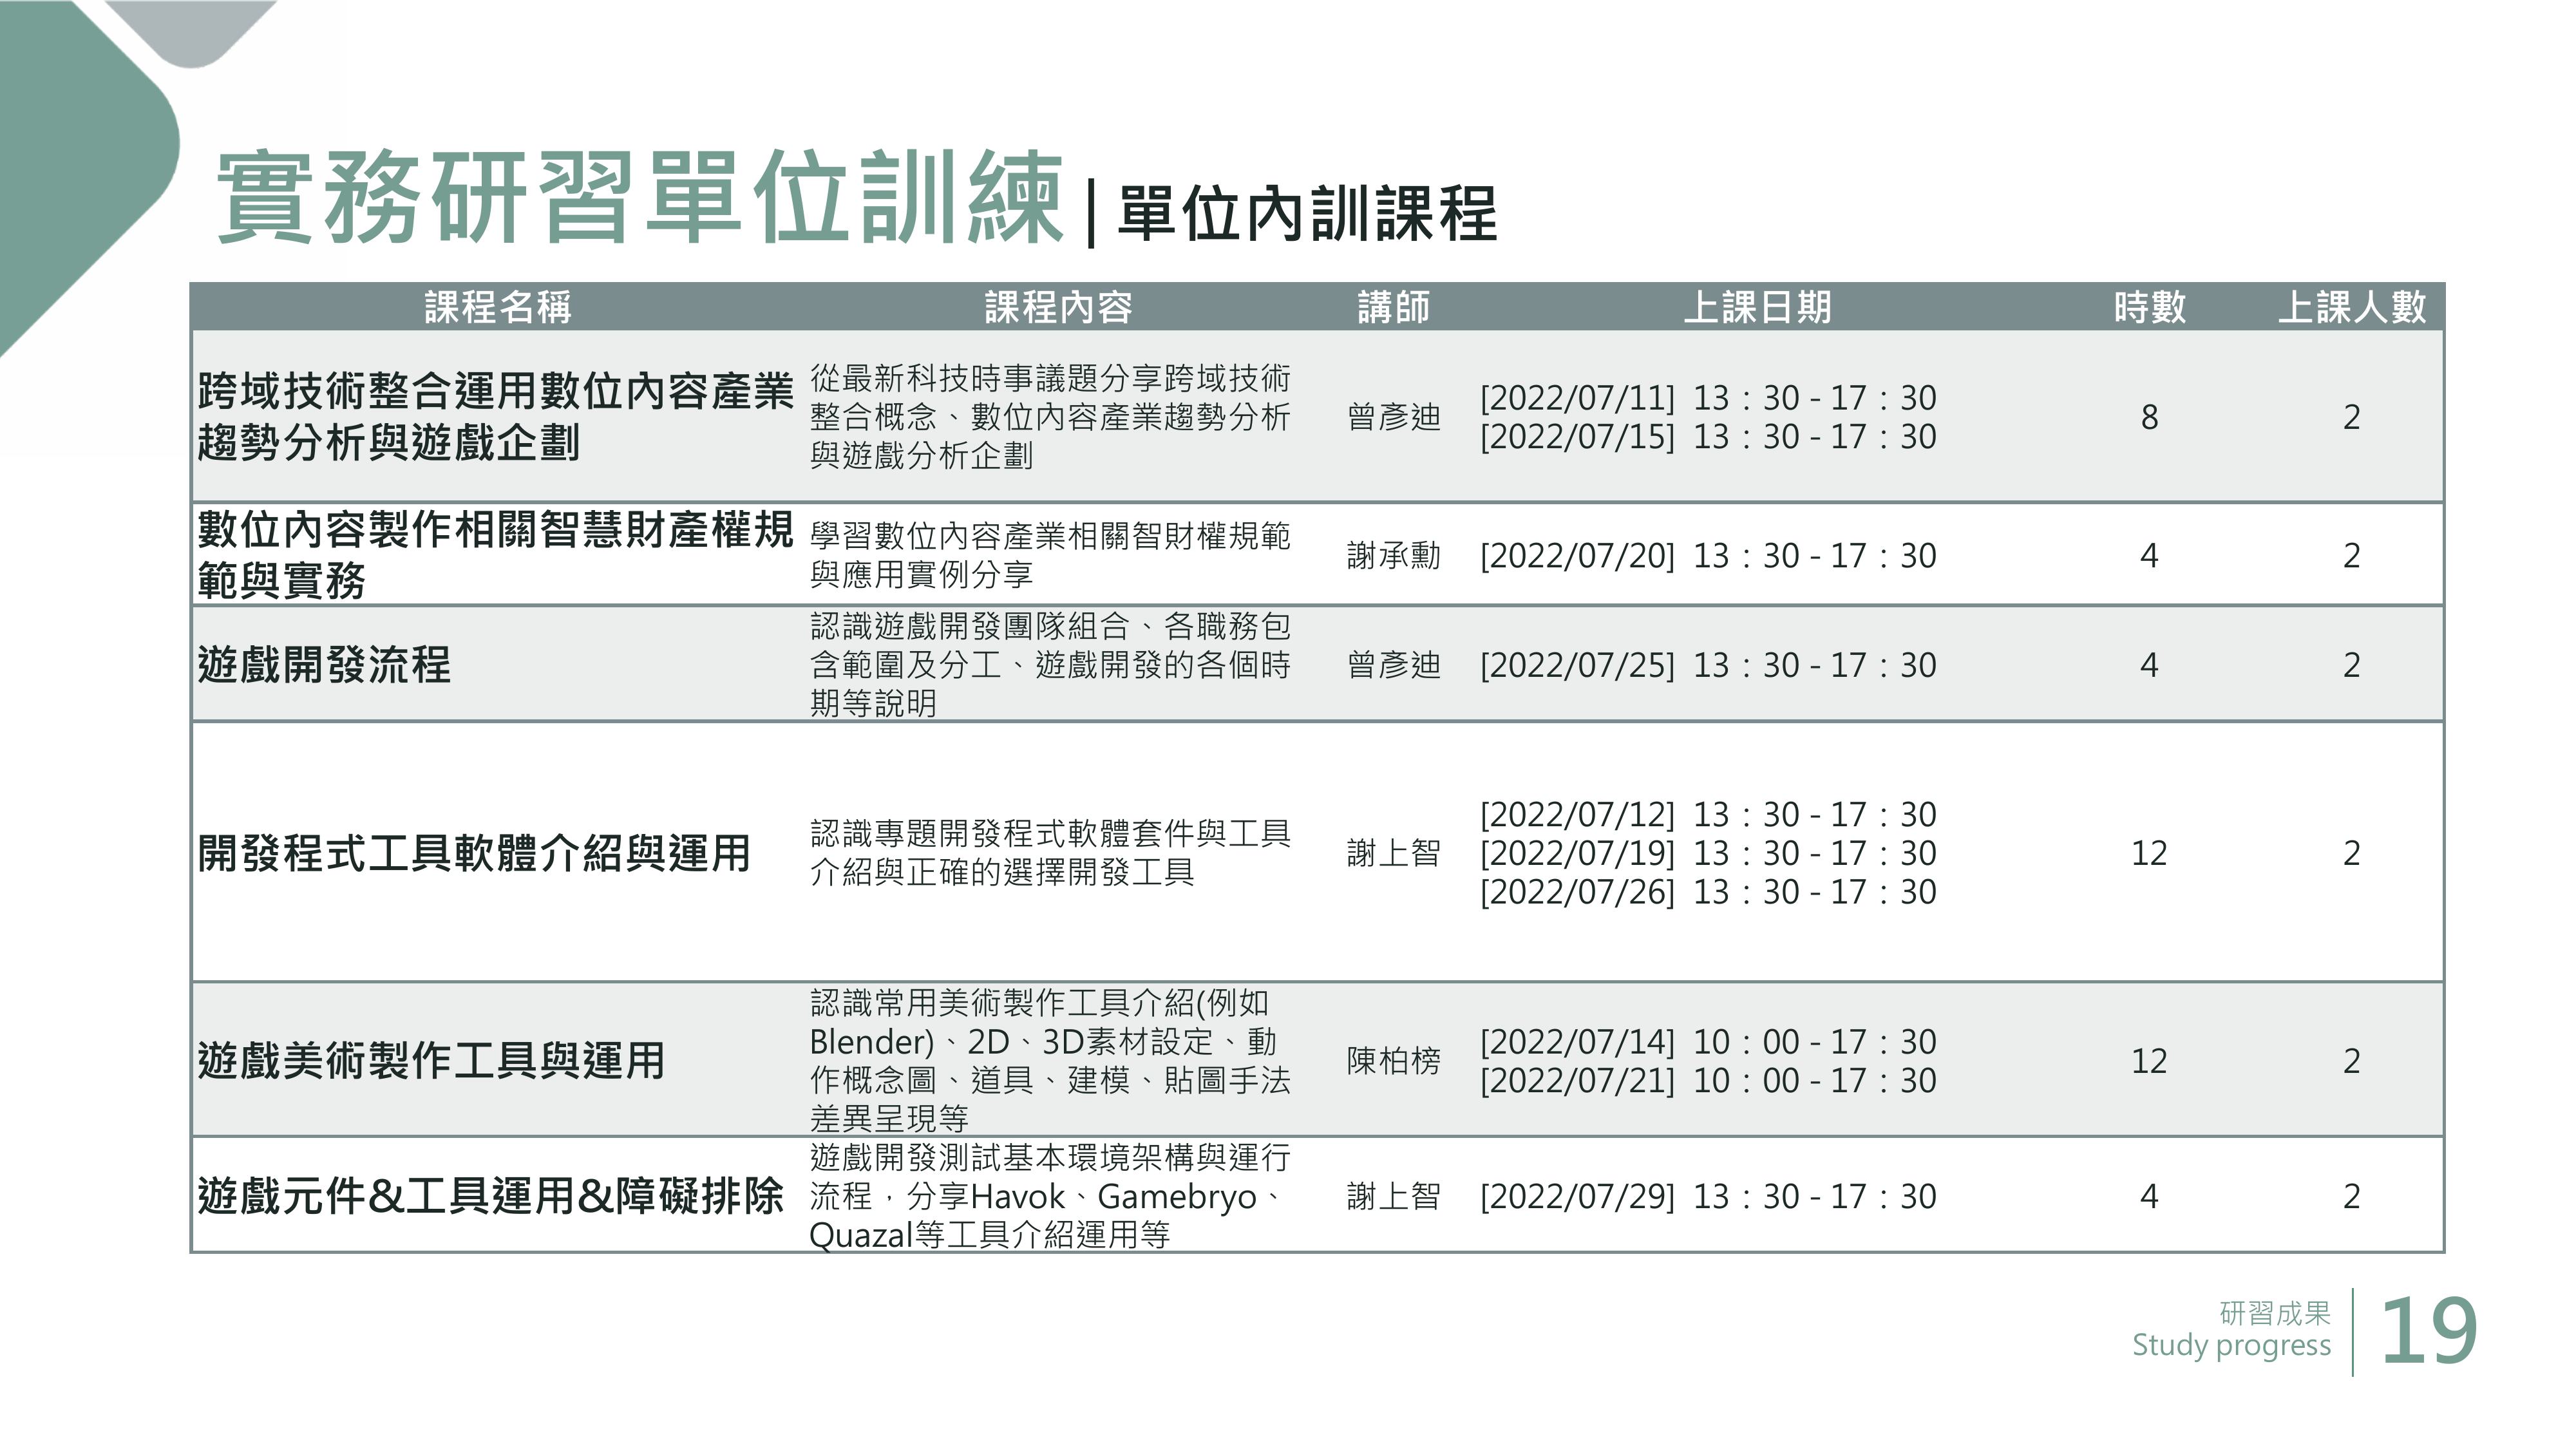 實務研習單位訓練|單位內訓課程
課程名稱 課程內容 講師 上課日期 時數 上課人數
跨域技術整合運用數位內容產業
趨勢分析與遊戲企劃
從最新科技時事議題分享跨域技術
整合概念、數位內容產業趨勢分析
與遊戲分析企劃
曾彥迪
[2022/07/11] 13：30 - 17：30
[2022/07/15] 13：30 - 17：30
8
2
數位內容製作相關智慧財產權規
範與實務
學習數位內容產業相關智財權規範
與應用實例分享
謝承勳
[2022/07/20] 13：30 - 17：30
4
2
遊戲開發流程
認識遊戲開發團隊組合、各職務包
含範圍及分工、遊戲開發的各個時
期等說明
曾彥迪
[2022/07/25] 13：30 - 17：30
4
2
開發程式工具軟體介紹與運用
認識專題開發程式軟體套件與工具
介紹與正確的選擇開發工具
謝上智
[2022/07/12] 13：30 - 17：30
[2022/07/19] 13：30 - 17：30
[2022/07/26] 13：30 - 17：30
12
2
遊戲美術製作工具與運用
認識常用美術製作工具介紹(例如
Blender)、2D、3D素材設定、動
作概念圖、道具、建模、貼圖手法
差異呈現等
陳柏榜
[2022/07/14] 10：00 - 17：30
[2022/07/21] 10：00 - 17：30
12
2
遊戲元件&工具運用&障礙排除
遊戲開發測試基本環境架構與運行
流程，分享Havok、Gamebryo、
Quazal等工具介紹運用等
謝上智
[2022/07/29] 13：30 - 17：30
4
2
研習成果
Study progress
19